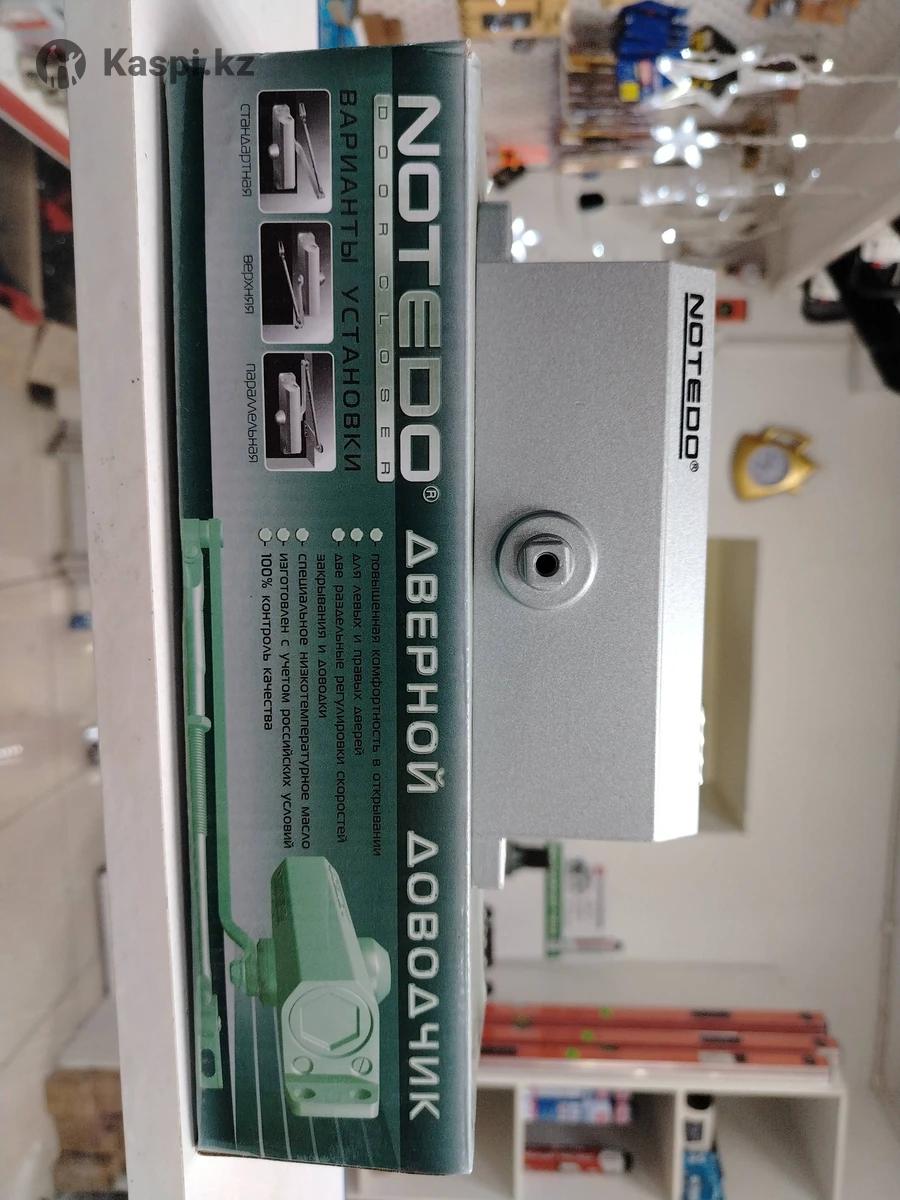 Kaspi.kz
NOTEDO® ДВЕРНОЙ ДОВОДЧИК
DOOR CLOSER
ВАРИАНТЫ УСТАНОВКИ
стандартная
верхняя
параллельная
повышенная комфортность в открывании
для левых и правых дверей
две раздельные регулировки скоростей
закрывания и доводки
специальное низкотемпературное масло
изготовлен с учетом российских условий
100% контроль качества
NOTEDO®